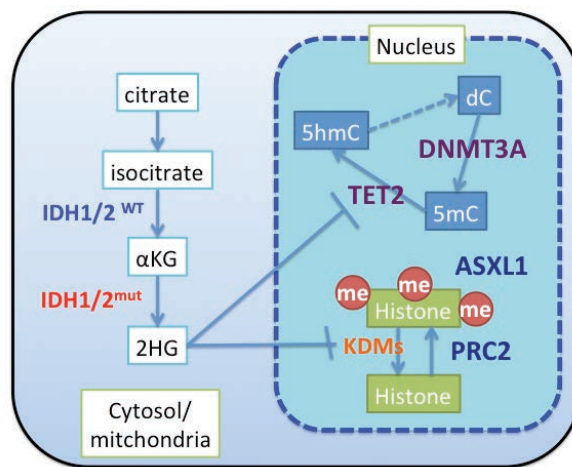 Nucleus
citrate
isocitrate
IDH1/2 WT
αKG
IDH1/2mut
2HG
Cytosol/
mitchondria
5hmC
dC
DNMT3A
TET2
5mC
ASXL1
me
me
me
Histone
KDMs
PRC2
Histone